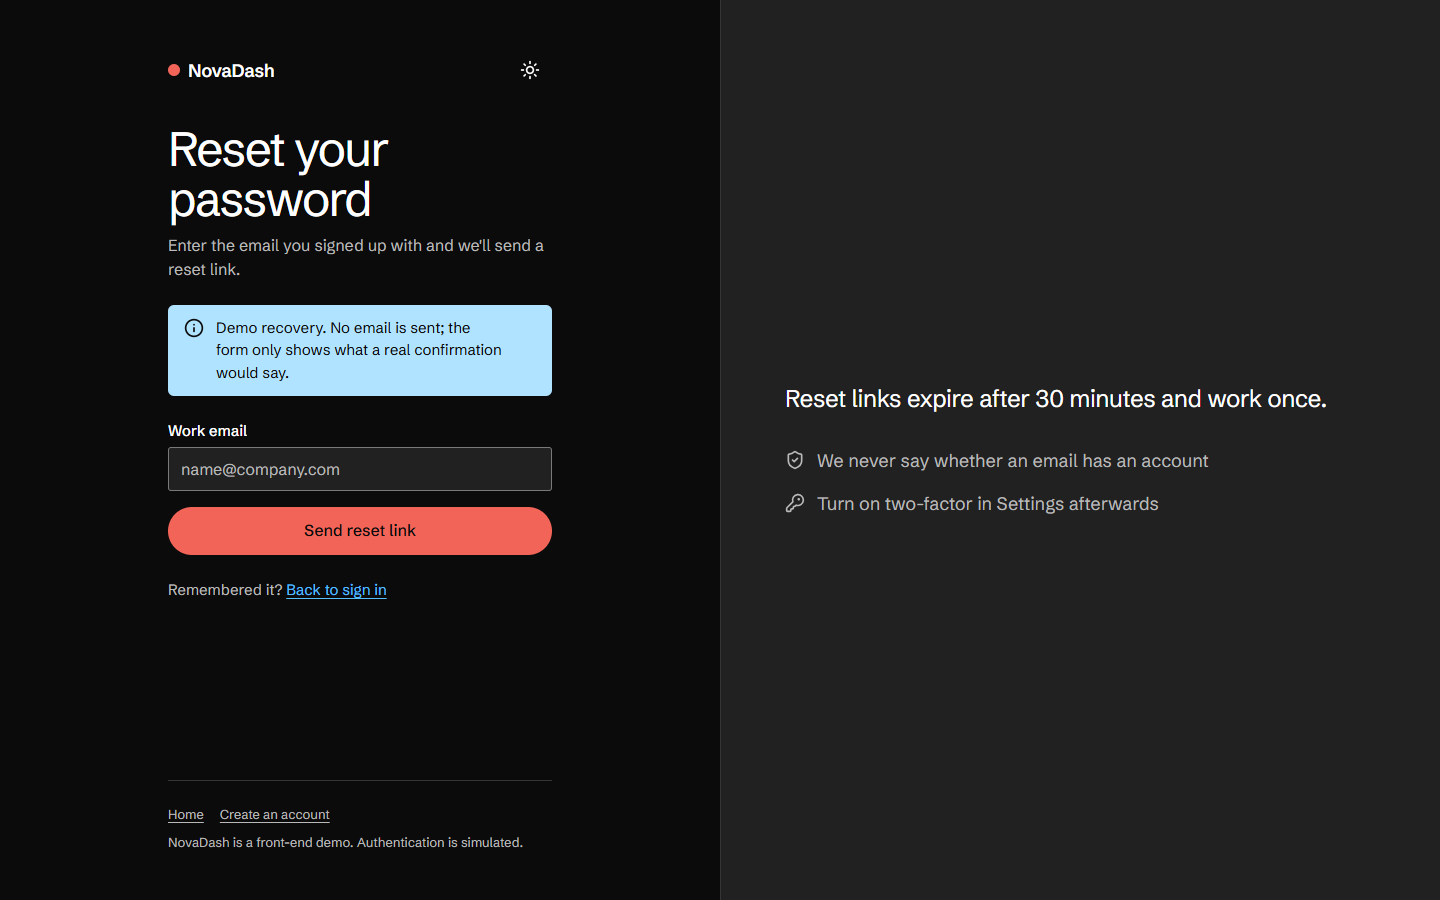 NovaDash
Reset your
password
Enter the email you signed up with and we'll send a
reset link.
Demo recovery. No email is sent; the
form only shows what a real confirmation
would say.
Work email
name@company.com
Send reset link
Remembered it? Back to sign in
Home Create an account
NovaDash is a front-end demo. Authentication is simulated.
Reset links expire after 30 minutes and work once.
We never say whether an email has an account
Turn on two-factor in Settings afterwards